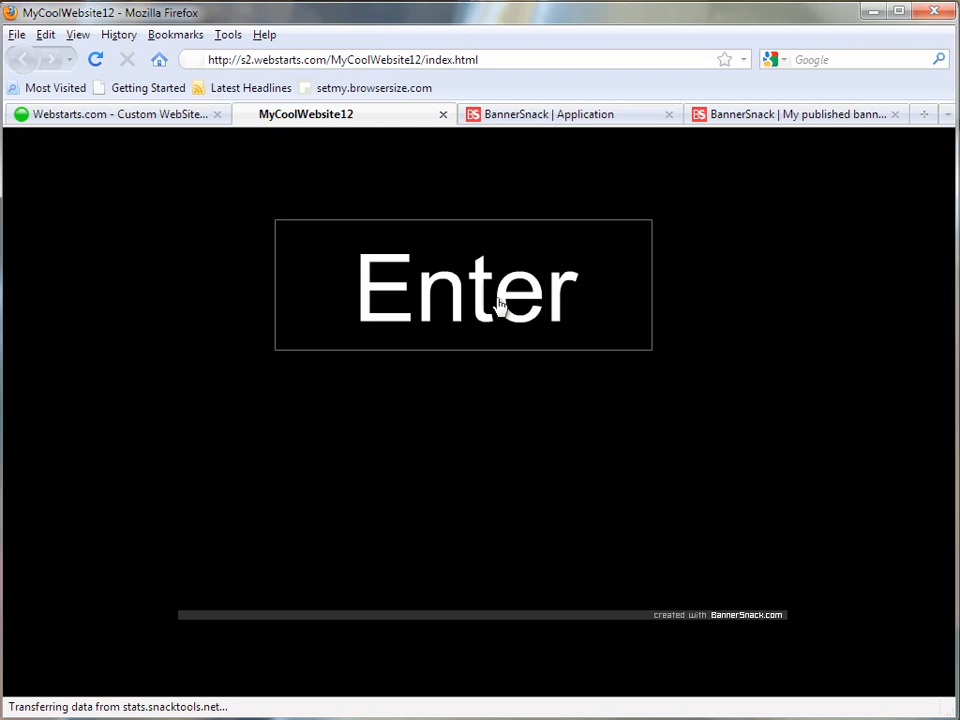 MyCoolWebsite12 - Mozilla Firefox
File Edit View History Bookmarks Tools Help
http://s2.webstarts.com/MyCoolWebsite12/index.html
Google
Most Visited Getting Started Latest Headlines setmy.browsersize.com
Webstarts.com - Custom WebSite... MyCoolWebsite12 BS BannerSnack | Application BS BannerSnack | My published bann...
Enter
created with BannerSnack.com
Transferring data from stats.snacktools.net...